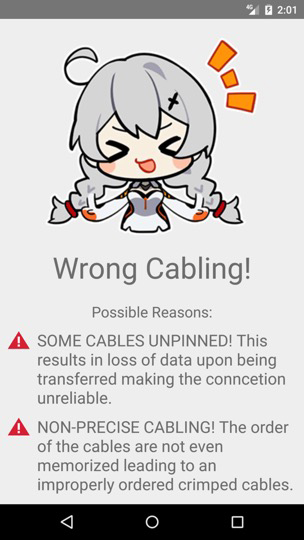 4G 2:01
Wrong Cabling!
Possible Reasons:
SOME CABLES UNPINNED! This
results in loss of data upon being
transferred making the conncetion
unreliable.
NON-PRECISE CABLING! The order
of the cables are not even
memorized leading to an
improperly ordered crimped cables.